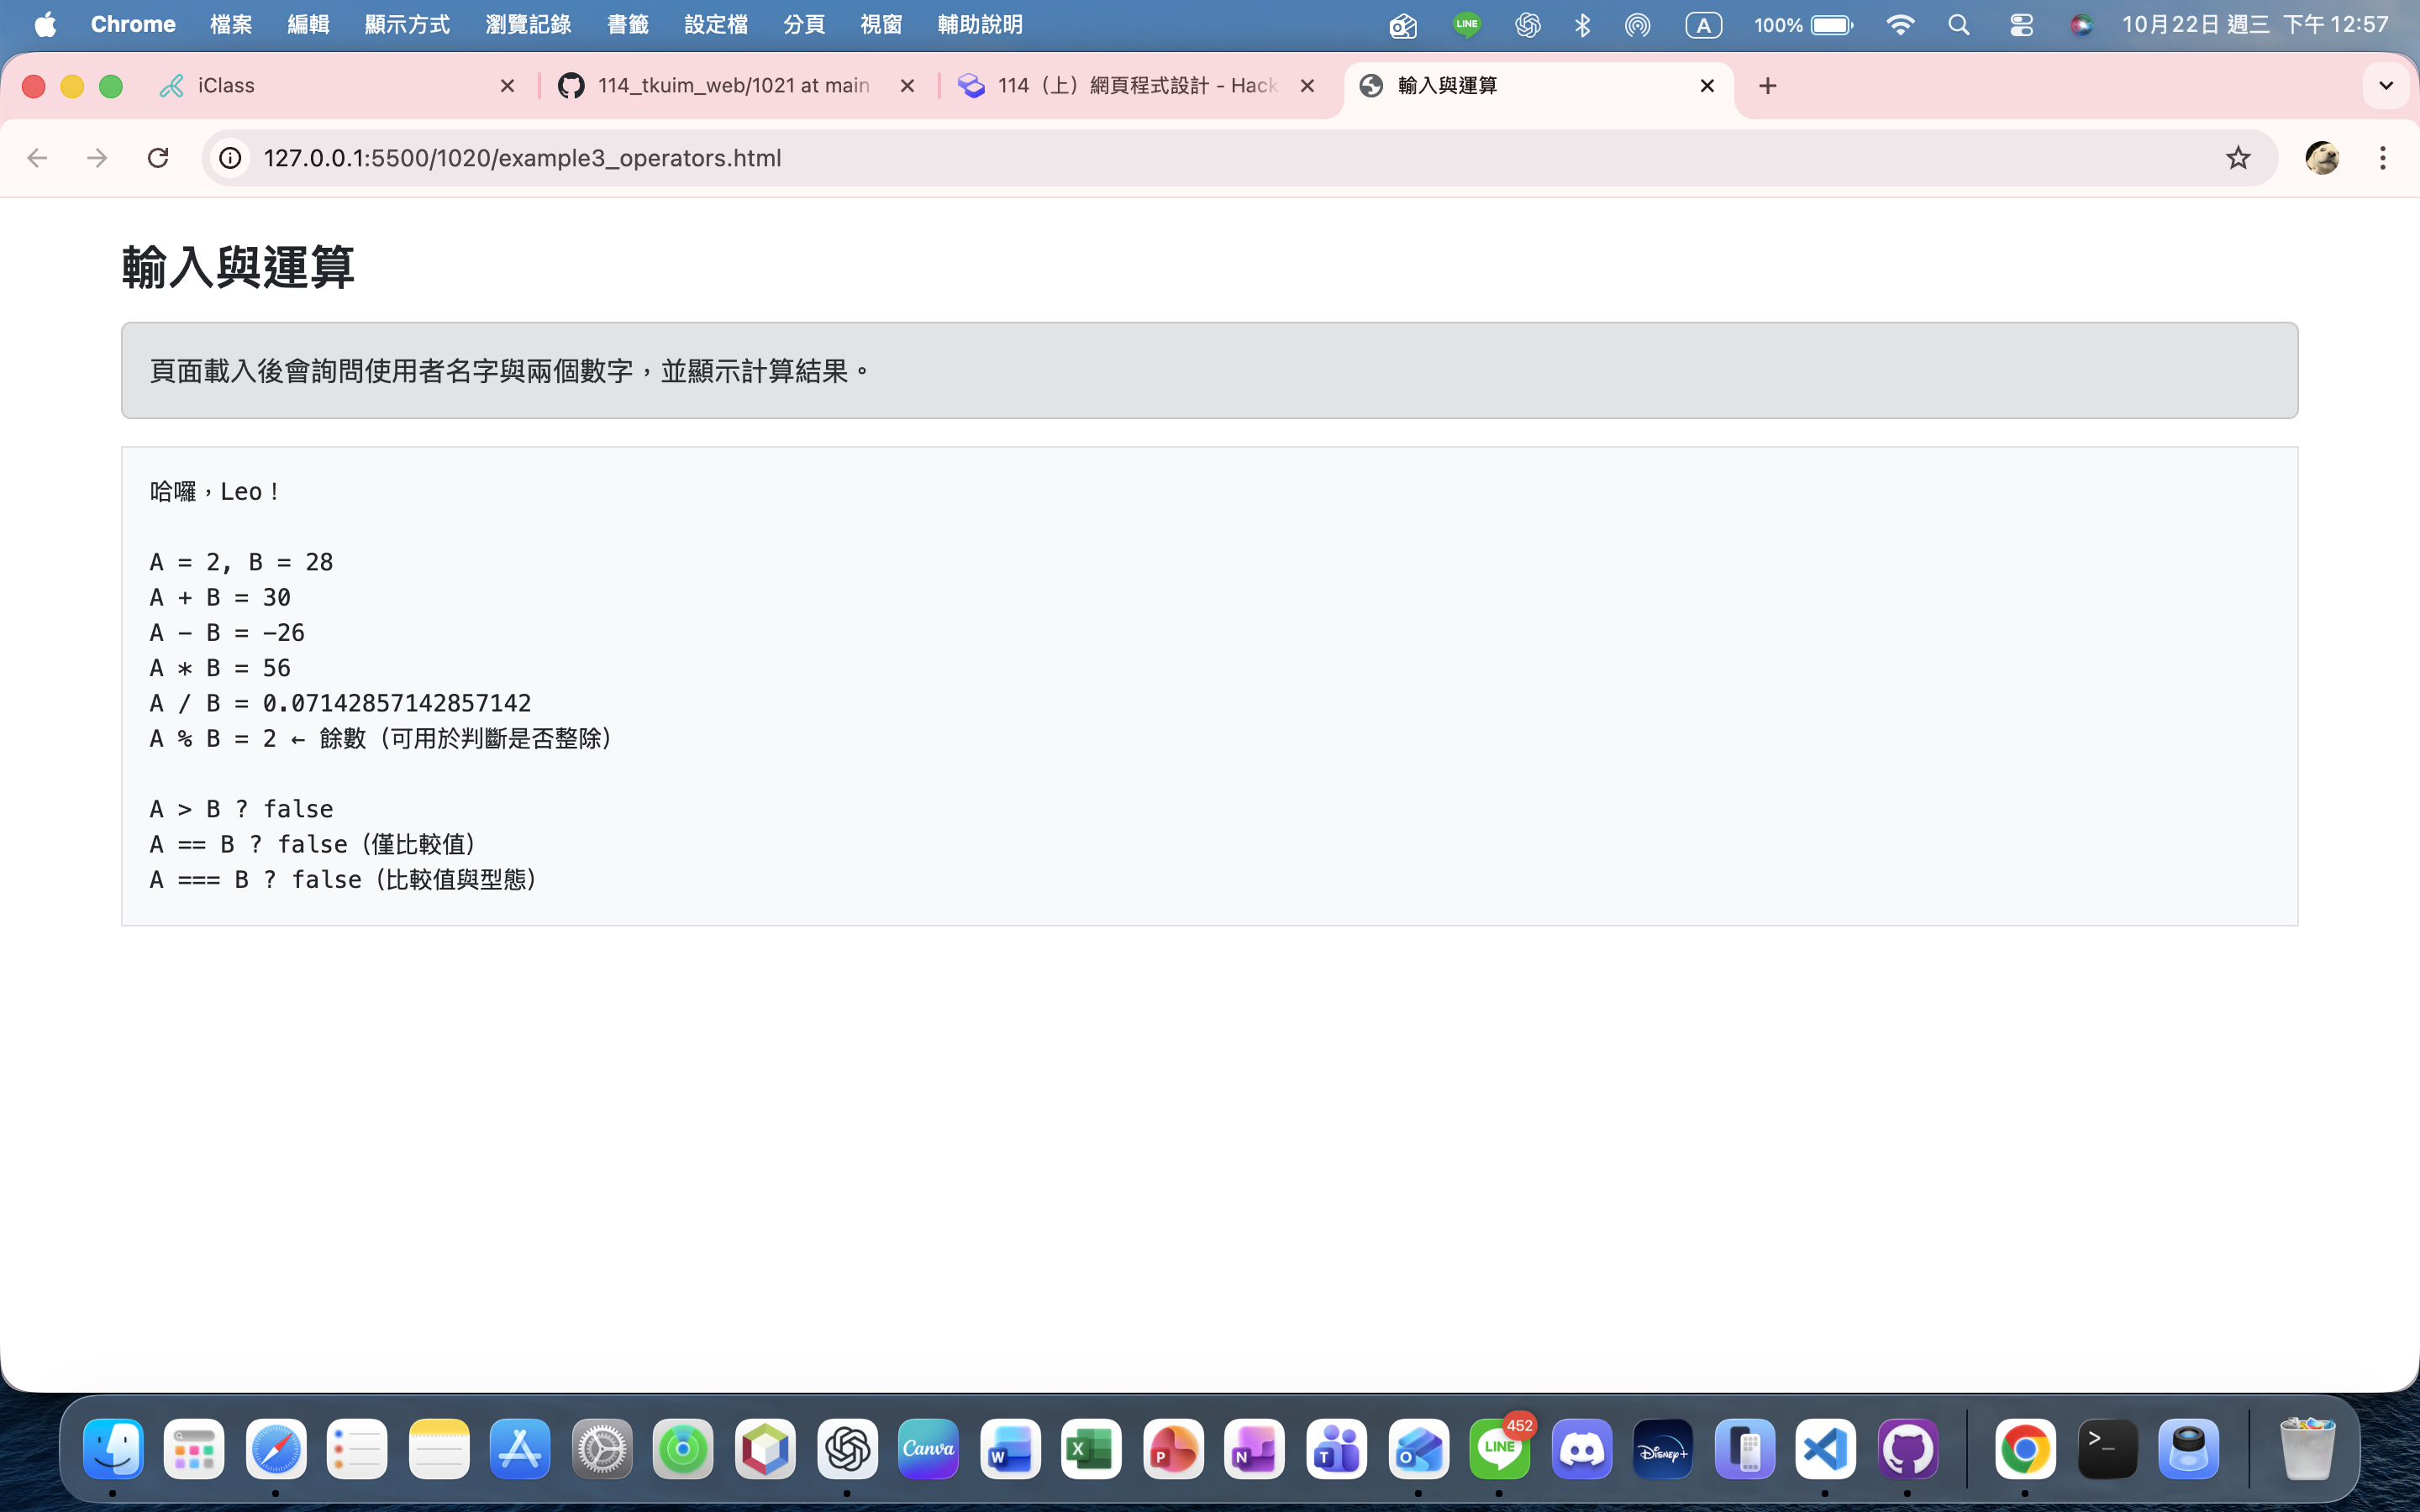 Chrome 檔案 編輯 顯示方式 瀏覽記錄 書籤 設定檔 分頁 視窗 輔助說明 LINE A 100% 10月22日 週三 下午 12:57
iClass 114_tkuim_web/1021 at main 114（上）網頁程式設計 - Hack 輸入與運算
127.0.0.1:5500/1020/example3_operators.html
輸入與運算
頁面載入後會詢問使用者名字與兩個數字，並顯示計算結果。
哈囉，Leo！
A = 2, B = 28
A + B = 30
A - B = -26
A * B = 56
A / B = 0.07142857142857142
A % B = 2 ← 餘數（可用於判斷是否整除）
A > B ? false
A == B ? false（僅比較值）
A === B ? false（比較值與型態）
Canva W X P N T O LINE 452 Disney+ >_